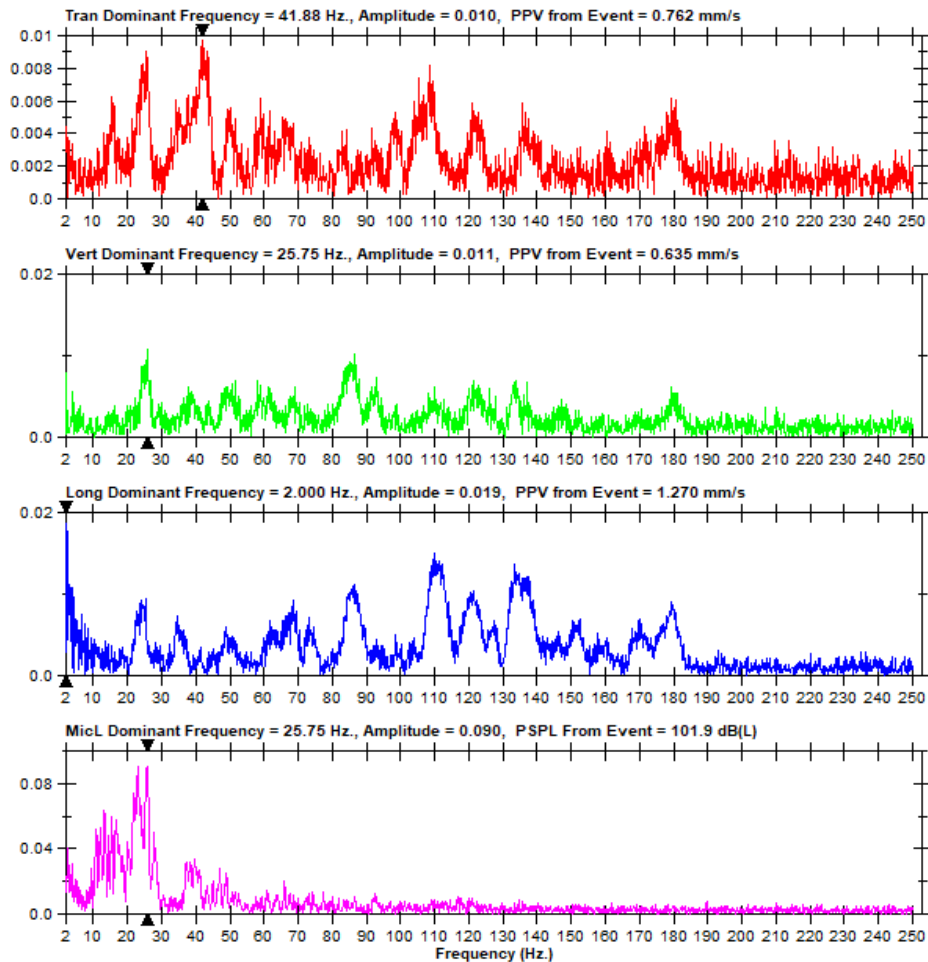 Tran Dominant Frequency = 41.88 Hz., Amplitude = 0.010, PPV from Event = 0.762 mm/s
0.01
0.008
0.006
0.004
0.002
0.0
2 10 20 30 40 50 60 70 80 90 100 110 120 130 140 150 160 170 180 190 200 210 220 230 240 250
Vert Dominant Frequency = 25.75 Hz., Amplitude = 0.011, PPV from Event = 0.635 mm/s
0.02
0.0
2 10 20 30 40 50 60 70 80 90 100 110 120 130 140 150 160 170 180 190 200 210 220 230 240 250
Long Dominant Frequency = 2.000 Hz., Amplitude = 0.019, PPV from Event = 1.270 mm/s
0.02
0.0
2 10 20 30 40 50 60 70 80 90 100 110 120 130 140 150 160 170 180 190 200 210 220 230 240 250
MicL Dominant Frequency = 25.75 Hz., Amplitude = 0.090, PSPL From Event = 101.9 dB(L)
0.08
0.04
0.0
2 10 20 30 40 50 60 70 80 90 100 110 120 130 140 150 160 170 180 190 200 210 220 230 240 250
Frequency (Hz.)